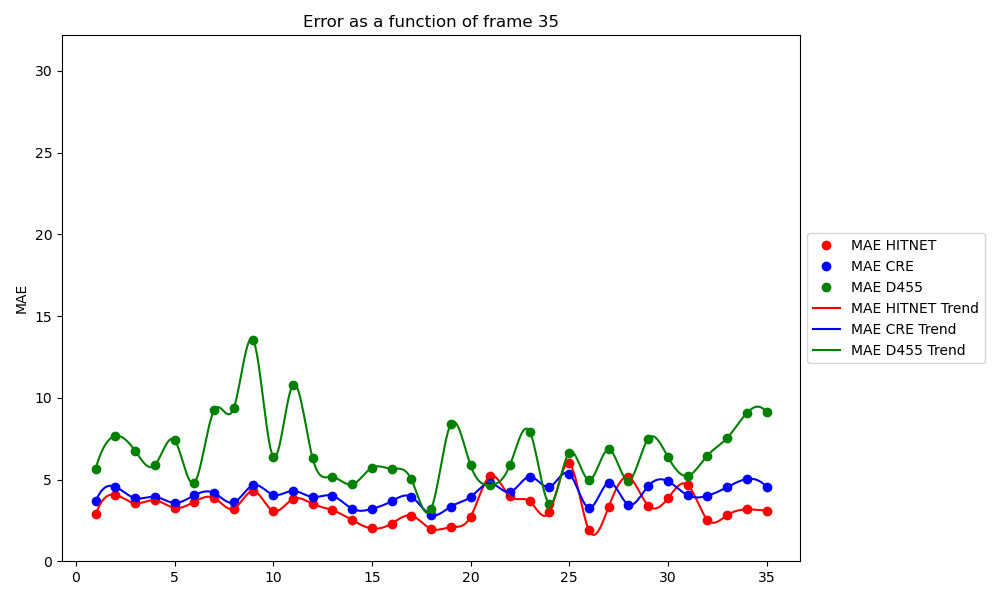 Error as a function of frame 35
MAE
30
25
20
15
10
5
0
0 5 10 15 20 25 30 35
MAE HITNET
MAE CRE
MAE D455
MAE HITNET Trend
MAE CRE Trend
MAE D455 Trend